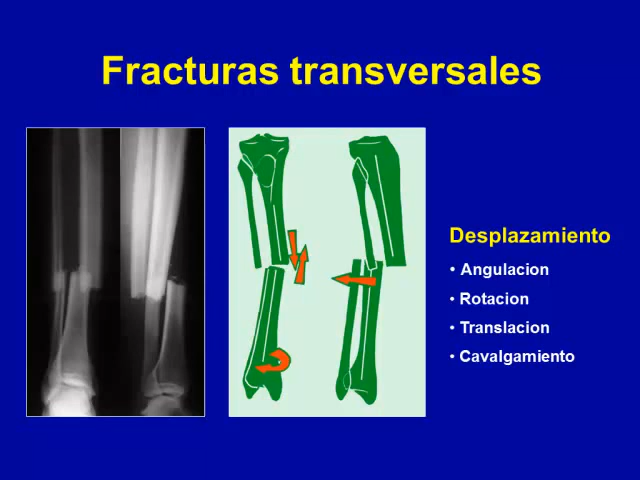 Fracturas transversales
Desplazamiento
• Angulacion
• Rotacion
• Translacion
• Cavalgamiento